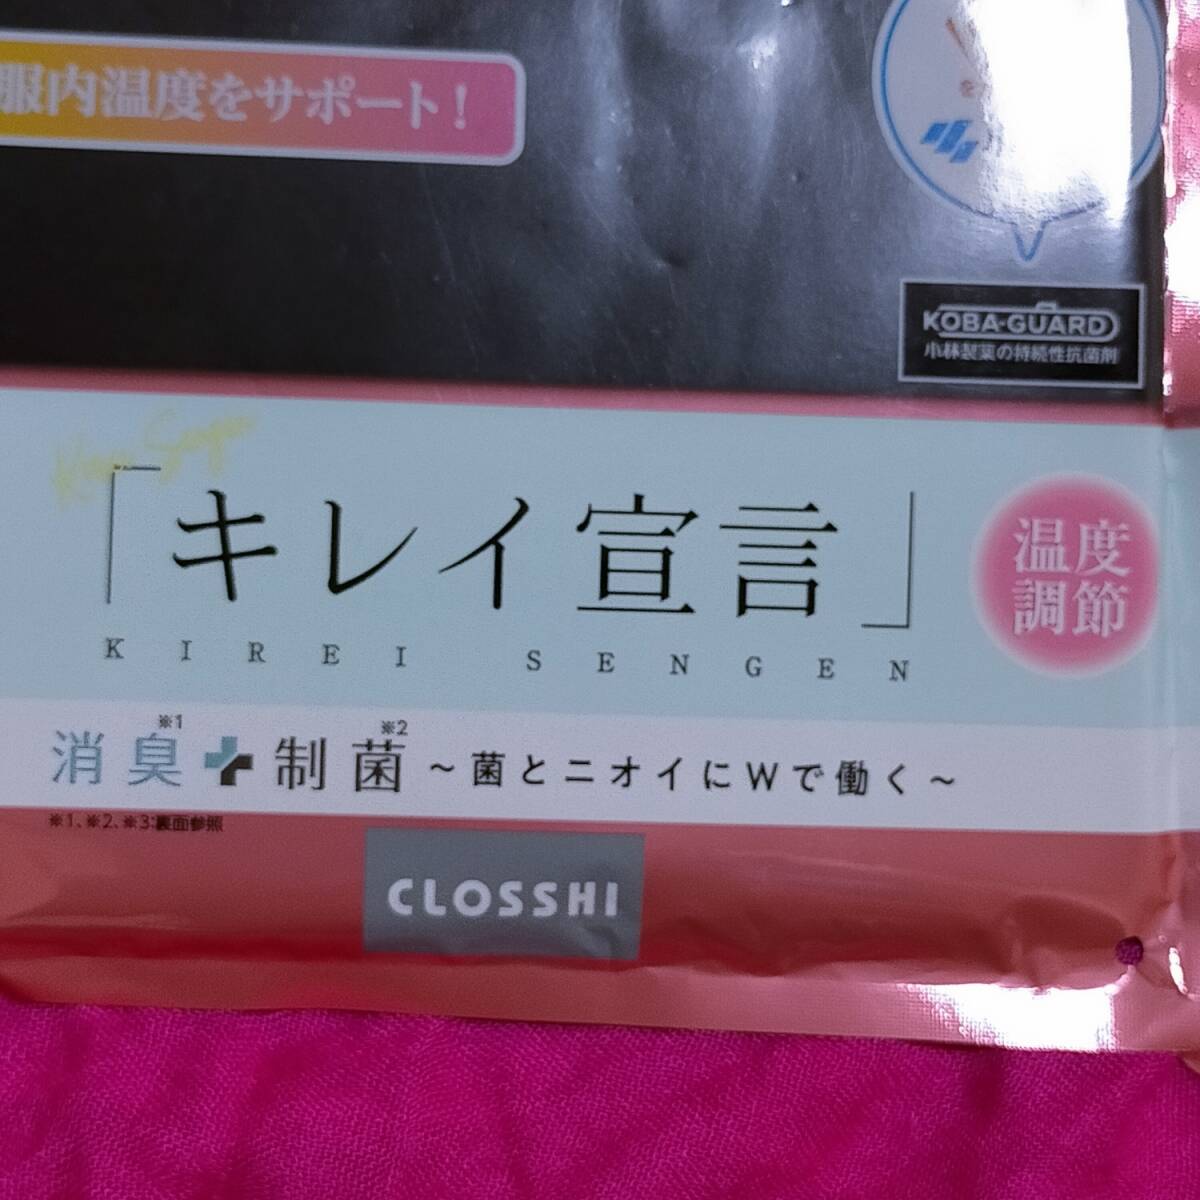 服内温度をサポート!
を
KOBA-GUARD
小林製薬の持続性抗菌剤
「キレイ宣言」
KIREI SENGEN
温度
調節
消臭※1 + 制菌※2 ~菌とニオイにWで働く~
※1、※2、※3:裏面参照
CLOSSHI